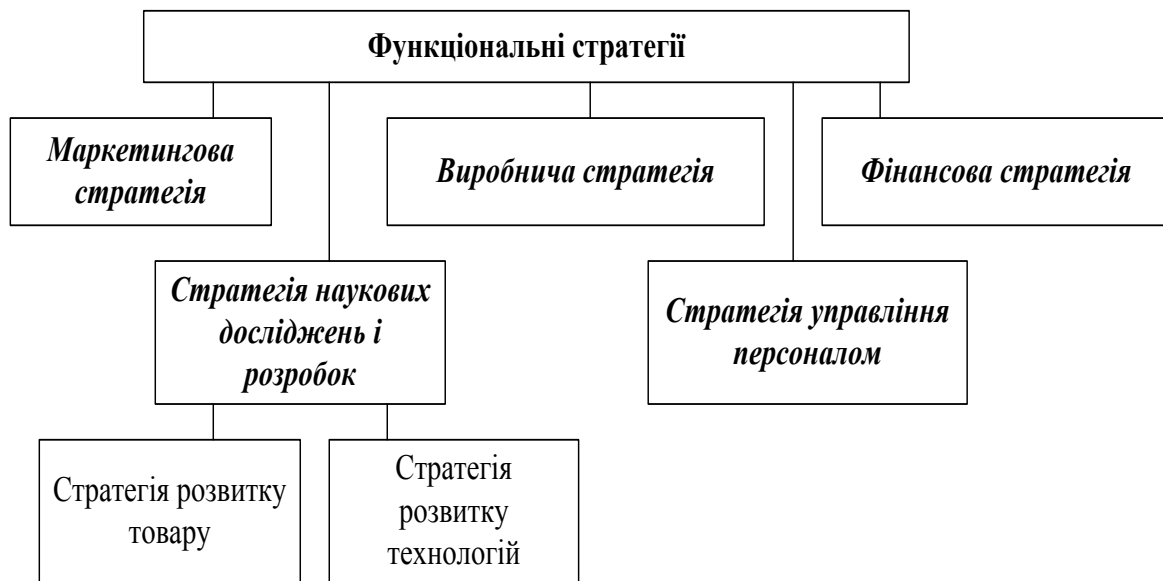 Функціональні стратегії
Маркетингова
стратегія
Виробнича стратегія
Фінансова стратегія
Стратегія наукових
досліджень і
розробок
Стратегія управління
персоналом
Стратегія розвитку
товару
Стратегія
розвитку
технологій